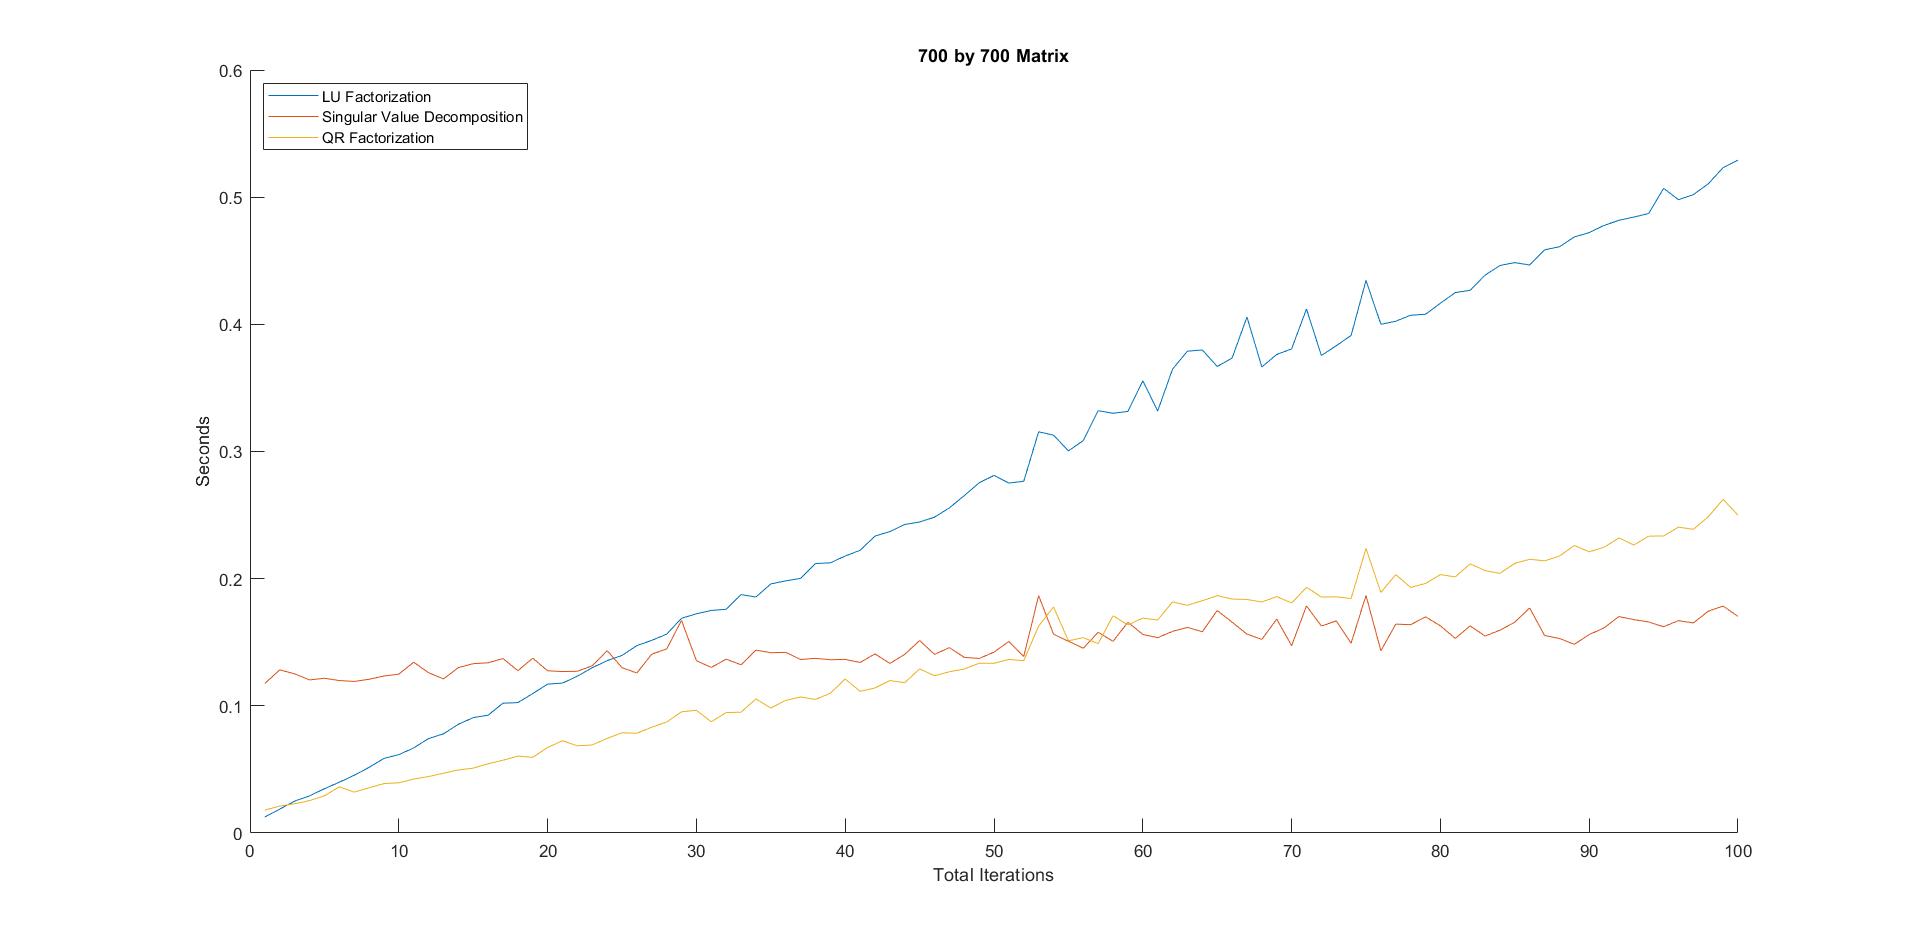 700 by 700 Matrix
LU Factorization
Singular Value Decomposition
QR Factorization
0.6
0.5
0.4
0.3
0.2
0.1
0
Seconds
0 10 20 30 40 50 60 70 80 90 100
Total Iterations